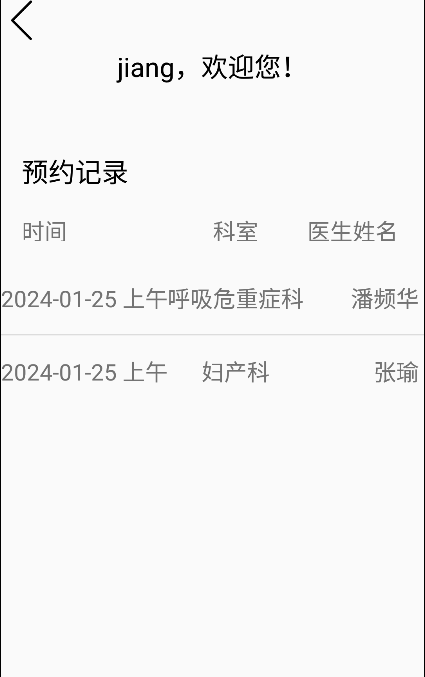 jiang，欢迎您！
预约记录
时间 科室 医生姓名
2024-01-25 上午呼吸危重症科 潘频华
2024-01-25 上午 妇产科 张瑜